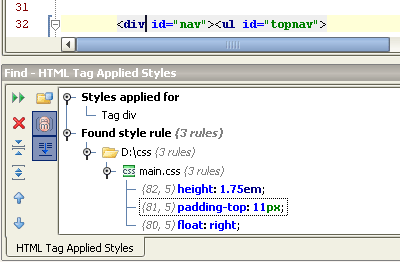 31
32 <div id="nav"><ul id="topnav">
Find - HTML Tag Applied Styles
Styles applied for
Tag div
Found style rule (3 rules)
D:\css (3 rules)
css main.css (3 rules)
(82, 5) height: 1.75em;
(81, 5) padding-top: 11px;
(80, 5) float: right;
HTML Tag Applied Styles